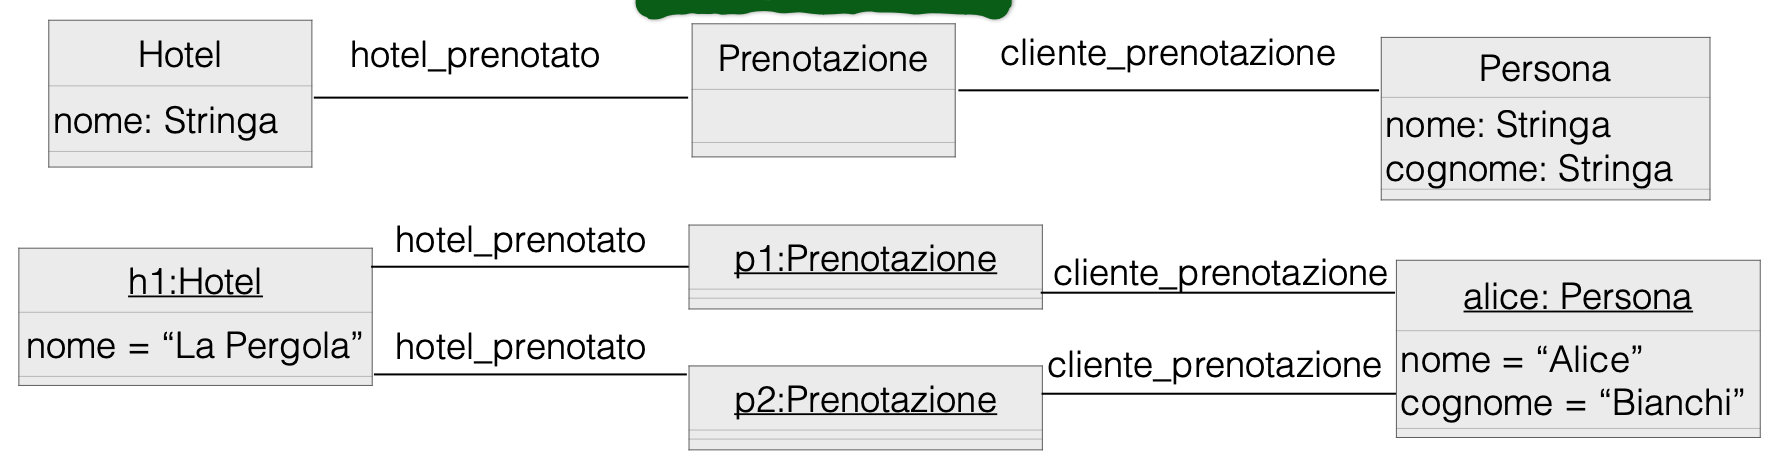 Hotel
nome: Stringa
hotel_prenotato
Prenotazione
cliente_prenotazione
Persona
nome: Stringa
cognome: Stringa
h1:Hotel
nome = “La Pergola”
hotel_prenotato
hotel_prenotato
p1:Prenotazione
p2:Prenotazione
cliente_prenotazione
cliente_prenotazione
alice: Persona
nome = “Alice”
cognome = “Bianchi”